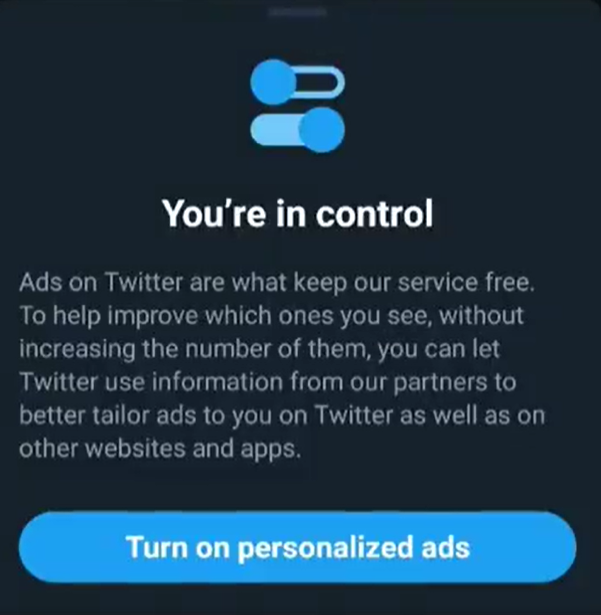 You're in control
Ads on Twitter are what keep our service free.
To help improve which ones you see, without
increasing the number of them, you can let
Twitter use information from our partners to
better tailor ads to you on Twitter as well as on
other websites and apps.
Turn on personalized ads